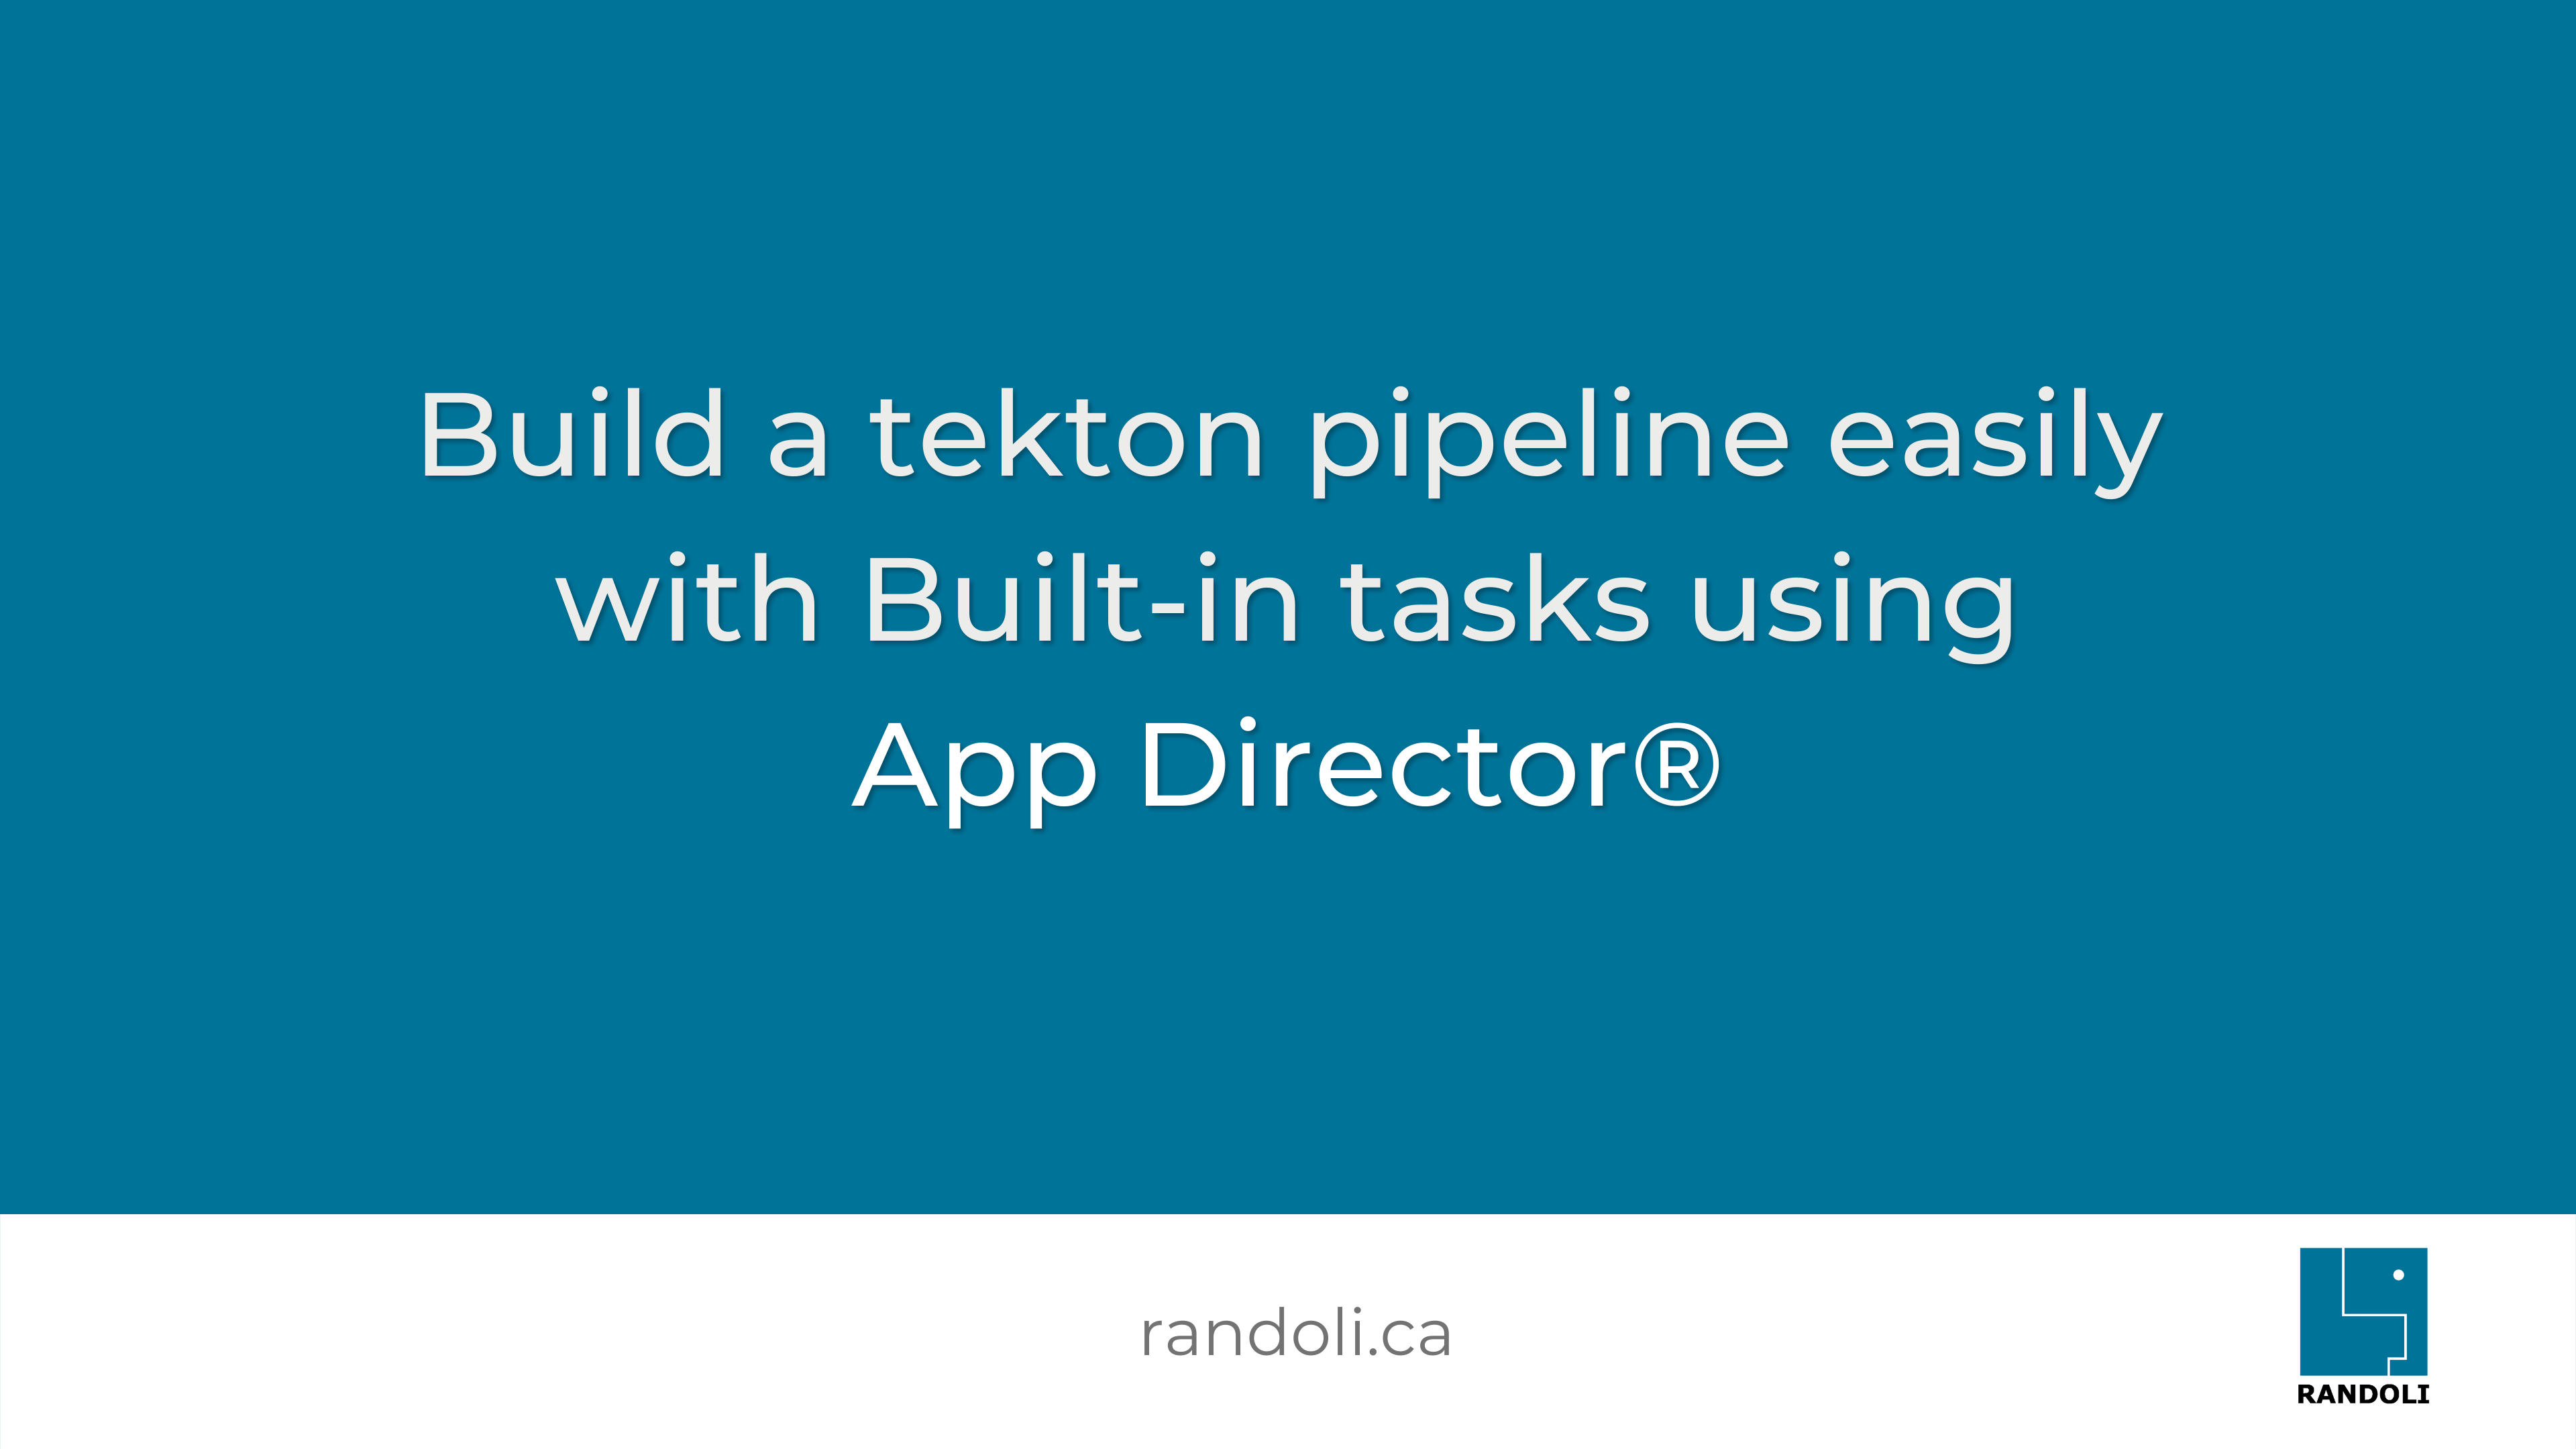 Build a tekton pipeline easily
with Built-in tasks using
App Director®
randoli.ca
RANDOLI